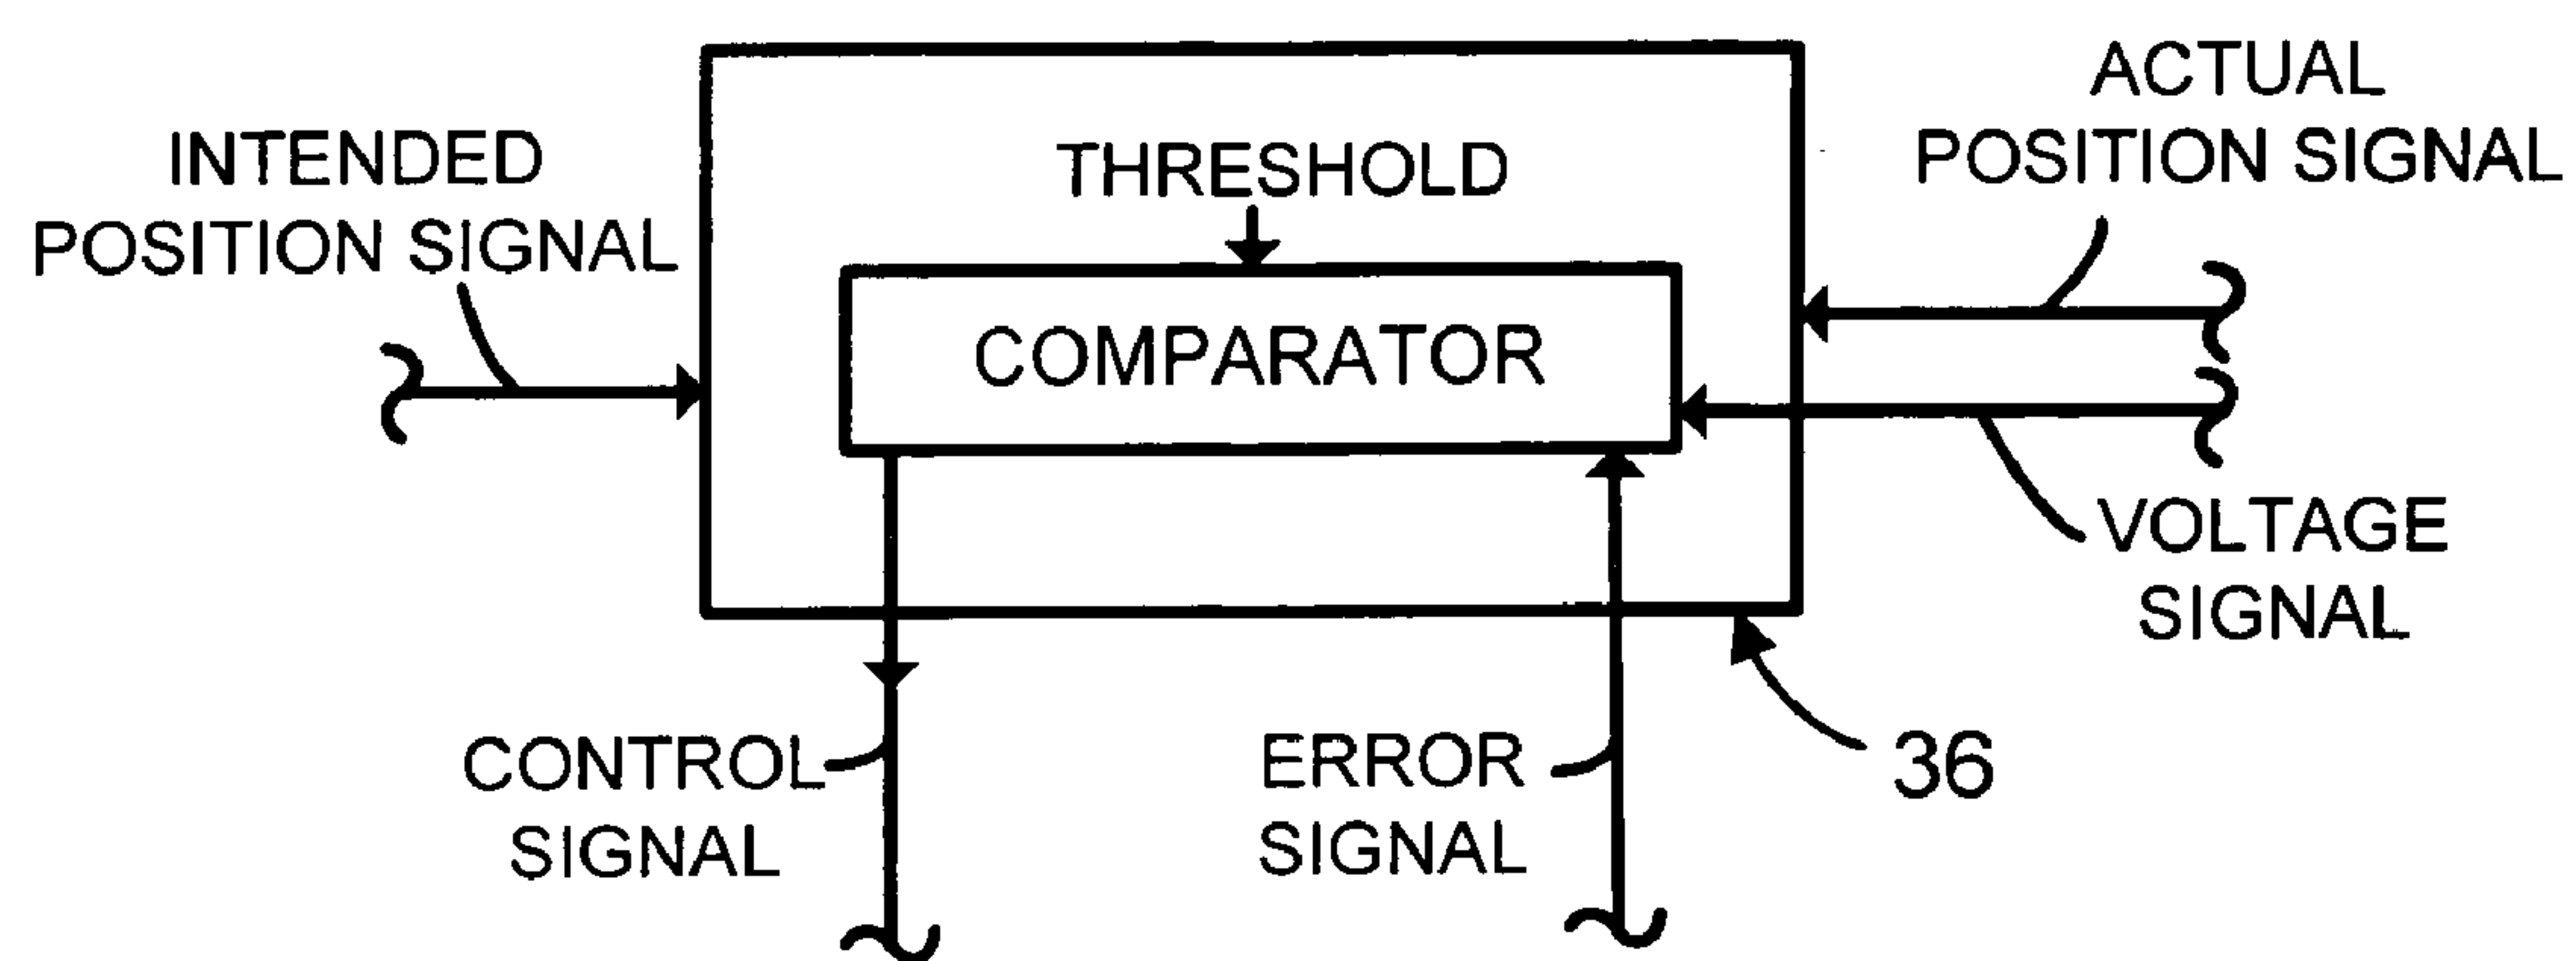 INTENDED
POSITION SIGNAL
THRESHOLD
COMPARATOR
ACTUAL
POSITION SIGNAL
VOLTAGE
SIGNAL
CONTROL
SIGNAL
ERROR
SIGNAL
36